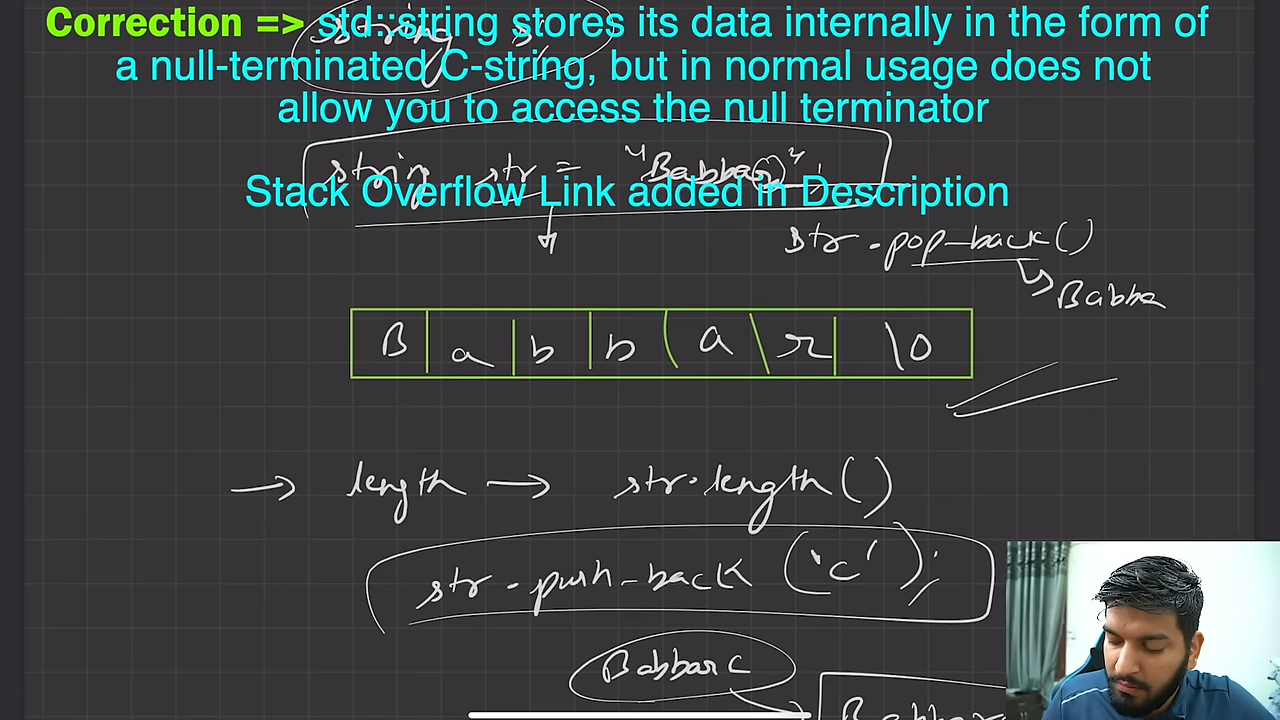 Correction => std::string stores its data internally in the form of
a null-terminated C-string, but in normal usage does not
allow you to access the null terminator
string s
string str = "Babbar";
Stack Overflow Link added in Description
str.pop_back()
Babba
B a b b a r \0
→ length → str.length()
str.push_back('c');
Babbarc
Babbar